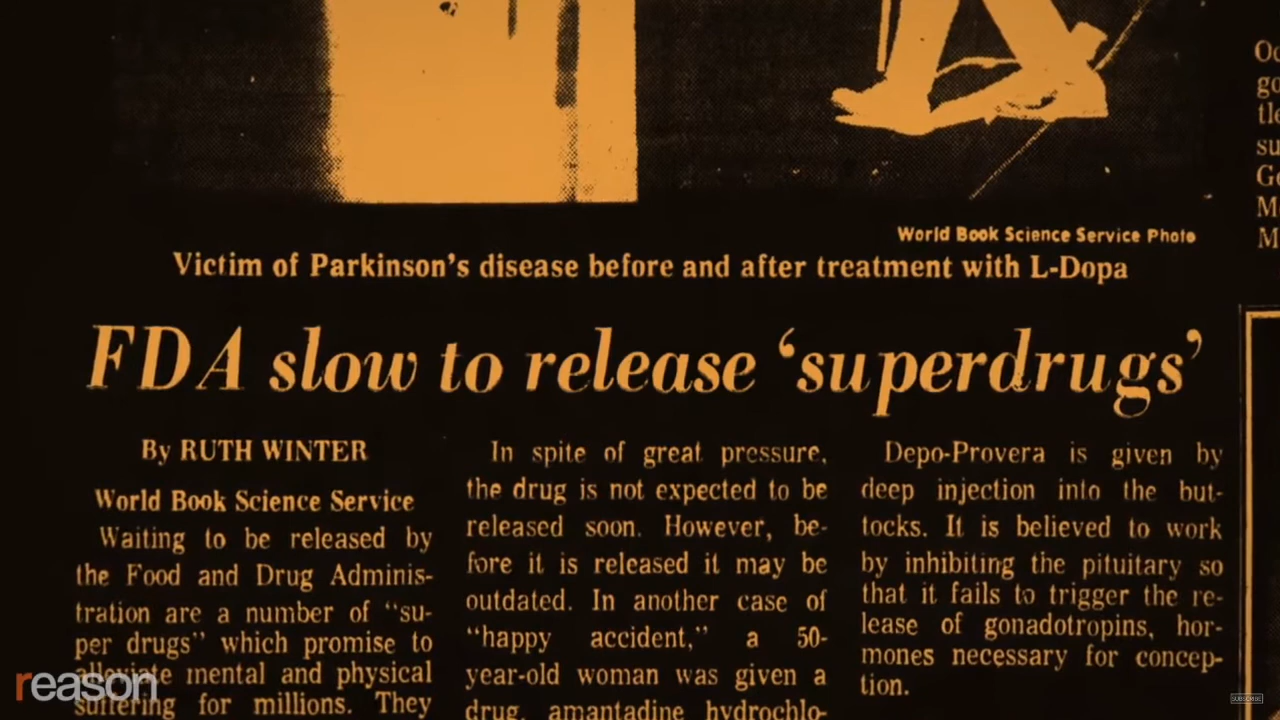 World Book Science Service Photo
Victim of Parkinson's disease before and after treatment with L-Dopa
FDA slow to release 'superdrugs'
By RUTH WINTER
World Book Science Service
Waiting to be released by
the Food and Drug Adminis-
tration are a number of "su-
per drugs" which promise to
alleviate mental and physical
suffering for millions. They
In spite of great pressure,
the drug is not expected to be
released soon. However, be-
fore it is released it may be
outdated. In another case of
"happy accident," a 50-
year-old woman was given a
drug, amantadine hydrochlo-
Depo-Provera is given by
deep injection into the but-
tocks. It is believed to work
by inhibiting the pituitary so
that it fails to trigger the re-
lease of gonadotropins, hor-
mones necessary for concep-
tion.
reason
SUBSCRIBE